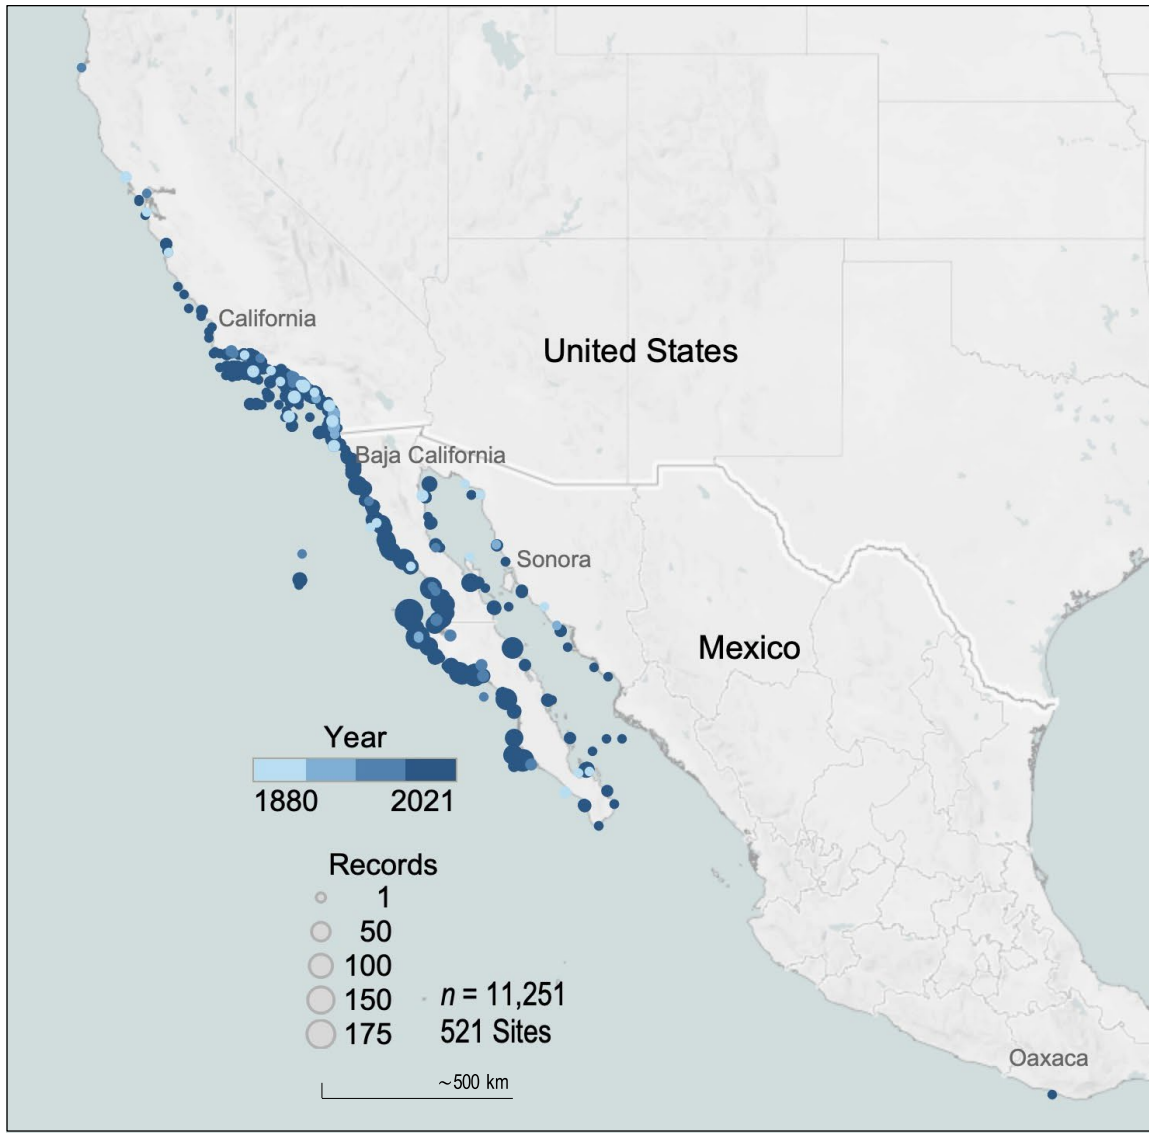 California
United States
Baja California
Sonora
Mexico
Year
1880 2021
Records
1
50
100
150
175
n = 11,251
521 Sites
~500 km
Oaxaca